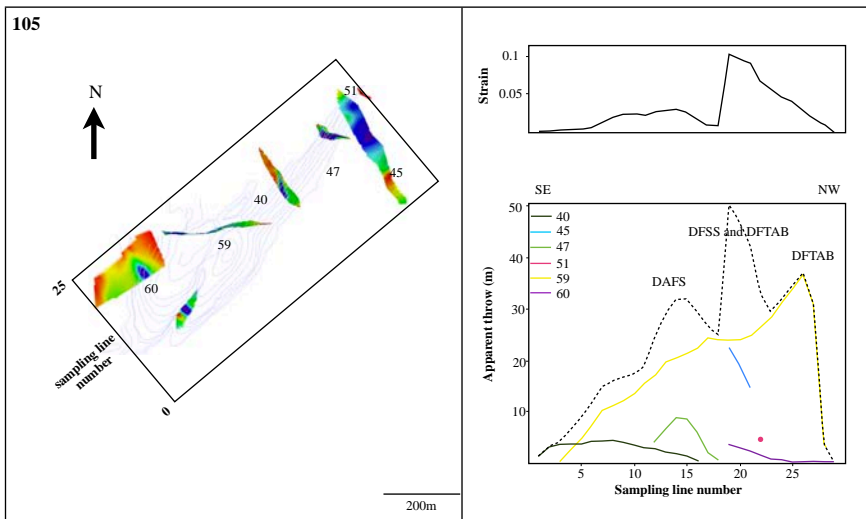 105
N
51
45
47
40
59
60
25
sampling line
number
0
200m
0.1
0.05
Strain
SE
NW
50
40
30
20
10
Apparent throw (m)
40
45
47
51
59
60
DAFS
DFSS and DFTAB
DFTAB
5
10
15
20
25
Sampling line number